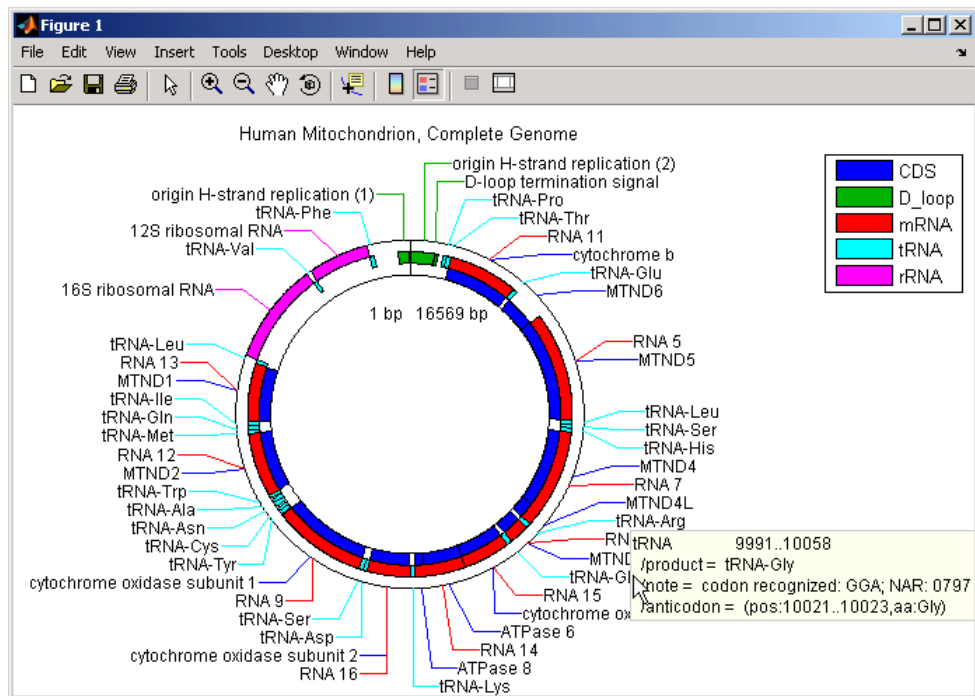 Figure 1
File Edit View Insert Tools Desktop Window Help
Human Mitochondrion, Complete Genome
origin H-strand replication (2)
D-loop termination signal
tRNA-Pro
tRNA-Thr
RNA 11
cytochrome b
tRNA-Glu
MTND6
RNA 5
MTND5
tRNA-Leu
tRNA-Ser
tRNA-His
MTND4
RNA 7
MTND4L
tRNA-Arg
RN
MTND
tRNA-Gl
RNA 15
cytochrome ox
ATPase 6
RNA 14
ATPase 8
tRNA-Lys
origin H-strand replication (1)
tRNA-Phe
12S ribosomal RNA
tRNA-Val
16S ribosomal RNA
tRNA-Leu
RNA 13
MTND1
tRNA-Ile
tRNA-Gln
tRNA-Met
RNA 12
MTND2
tRNA-Trp
tRNA-Ala
tRNA-Asn
tRNA-Cys
tRNA-Tyr
cytochrome oxidase subunit 1
RNA 9
tRNA-Ser
tRNA-Asp
cytochrome oxidase subunit 2
RNA 16
1 bp 16569 bp
CDS
D_loop
mRNA
tRNA
rRNA
tRNA 9991..10058
/product = tRNA-Gly
/note = codon recognized: GGA; NAR: 0797
/anticodon = (pos:10021..10023,aa:Gly)